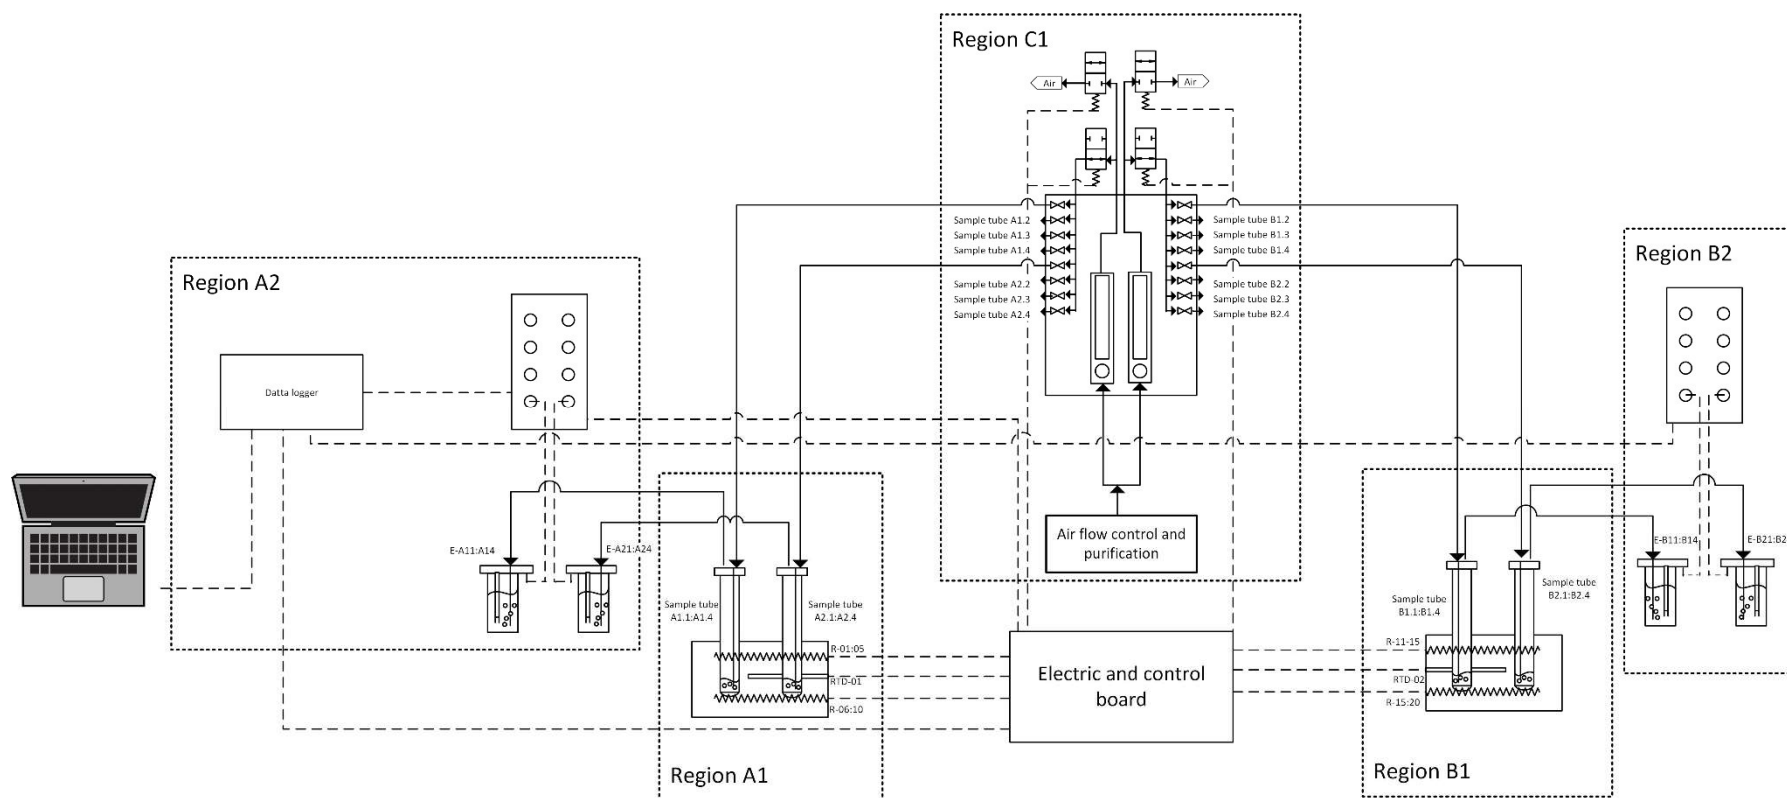 Region C1
Air
Air
Sample tube A1.2
Sample tube A1.3
Sample tube A1.4
Sample tube A2.2
Sample tube A2.3
Sample tube A2.4
Sample tube B1.2
Sample tube B1.3
Sample tube B1.4
Sample tube B2.2
Sample tube B2.3
Sample tube B2.4
Air flow control and
purification
Region A2
Datta logger
E-A11:A14
E-A21:A24
Region B2
E-B11:B14
E-B21:B2
Sample tube
A1.1:A1.4
Sample tube
A2.1:A2.4
R-01:05
RTD-01
R-06:10
Region A1
Electric and control
board
Sample tube
B1.1:B1.4
Sample tube
B2.1:B2.4
R-11-15
RTD-02
R-15:20
Region B1